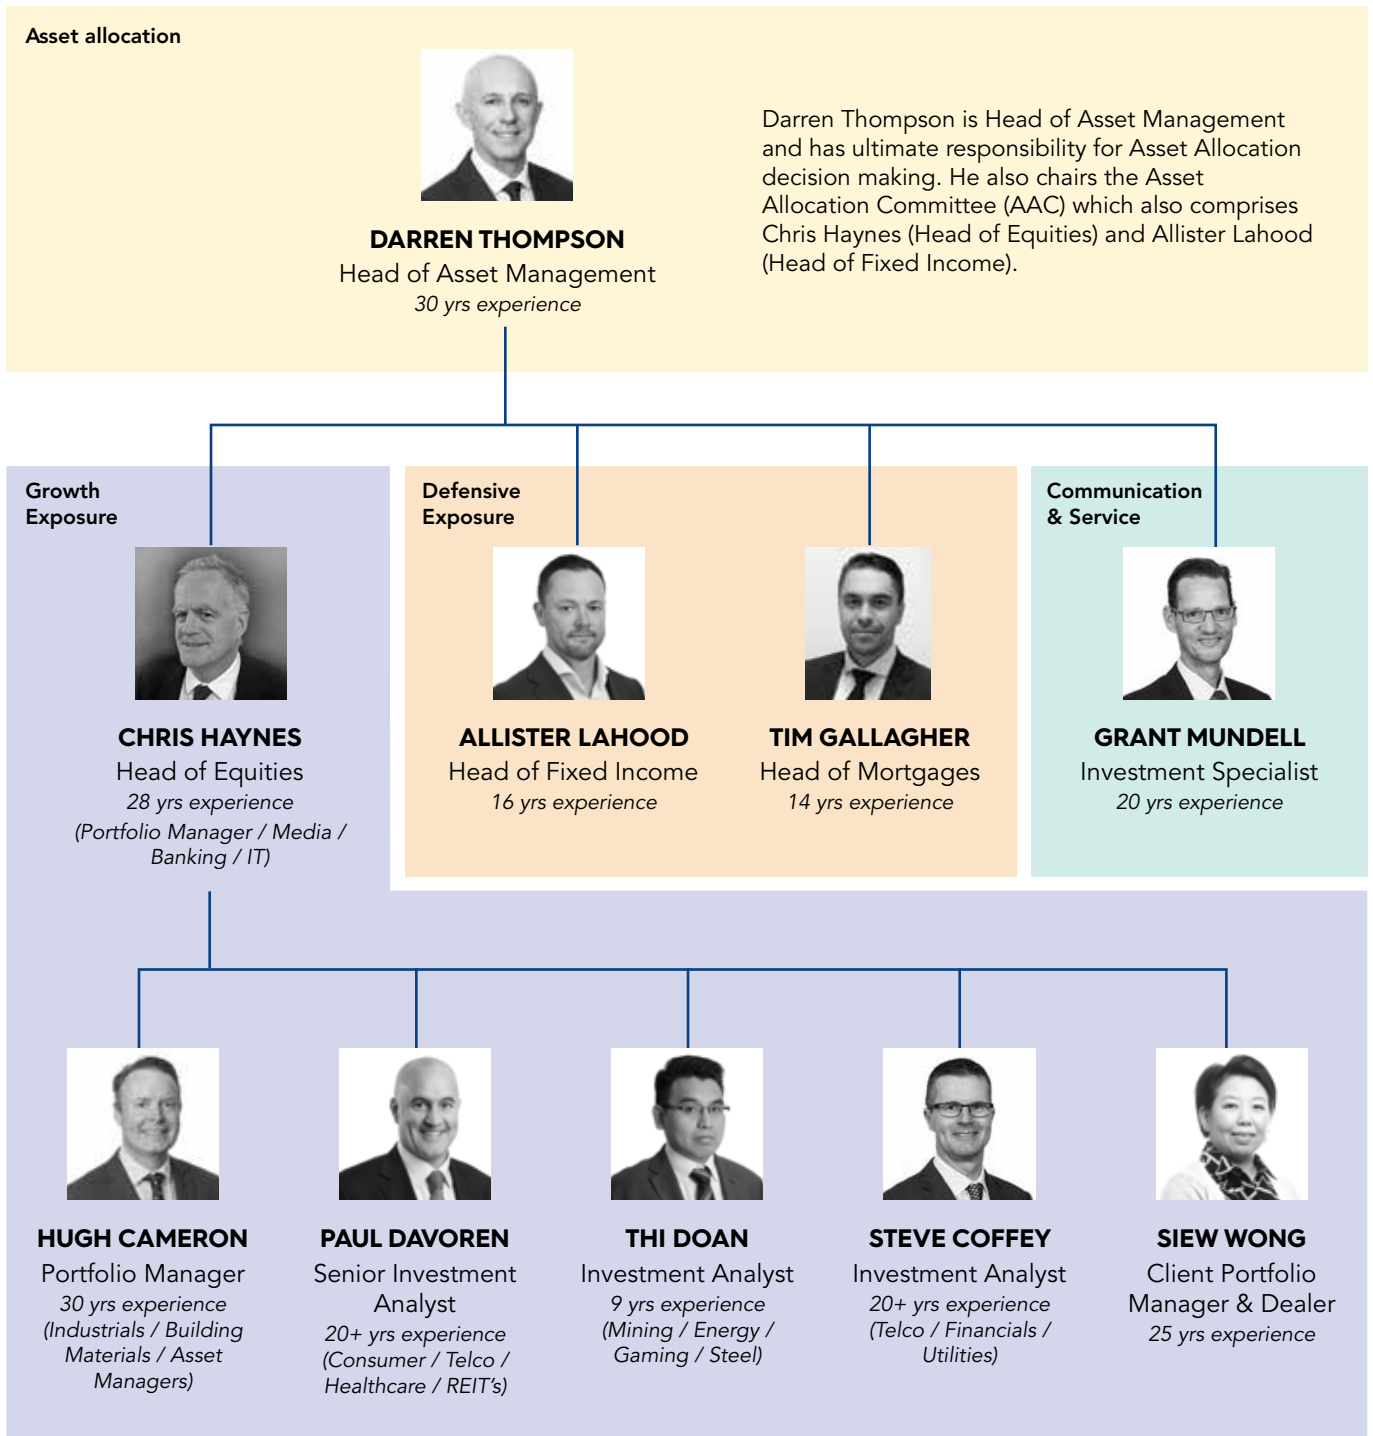 Asset allocation
DARREN THOMPSON
Head of Asset Management
30 yrs experience
Darren Thompson is Head of Asset Management
and has ultimate responsibility for Asset Allocation
decision making. He also chairs the Asset
Allocation Committee (AAC) which also comprises
Chris Haynes (Head of Equities) and Allister Lahood
(Head of Fixed Income).
Growth
Exposure
CHRIS HAYNES
Head of Equities
28 yrs experience
(Portfolio Manager / Media /
Banking / IT)
Defensive
Exposure
ALLISTER LAHOOD
Head of Fixed Income
16 yrs experience
TIM GALLAGHER
Head of Mortgages
14 yrs experience
Communication
& Service
GRANT MUNDELL
Investment Specialist
20 yrs experience
HUGH CAMERON
Portfolio Manager
30 yrs experience
(Industrials / Building
Materials / Asset
Managers)
PAUL DAVOREN
Senior Investment
Analyst
20+ yrs experience
(Consumer / Telco /
Healthcare / REIT's)
THI DOAN
Investment Analyst
9 yrs experience
(Mining / Energy /
Gaming / Steel)
STEVE COFFEY
Investment Analyst
20+ yrs experience
(Telco / Financials /
Utilities)
SIEW WONG
Client Portfolio
Manager & Dealer
25 yrs experience